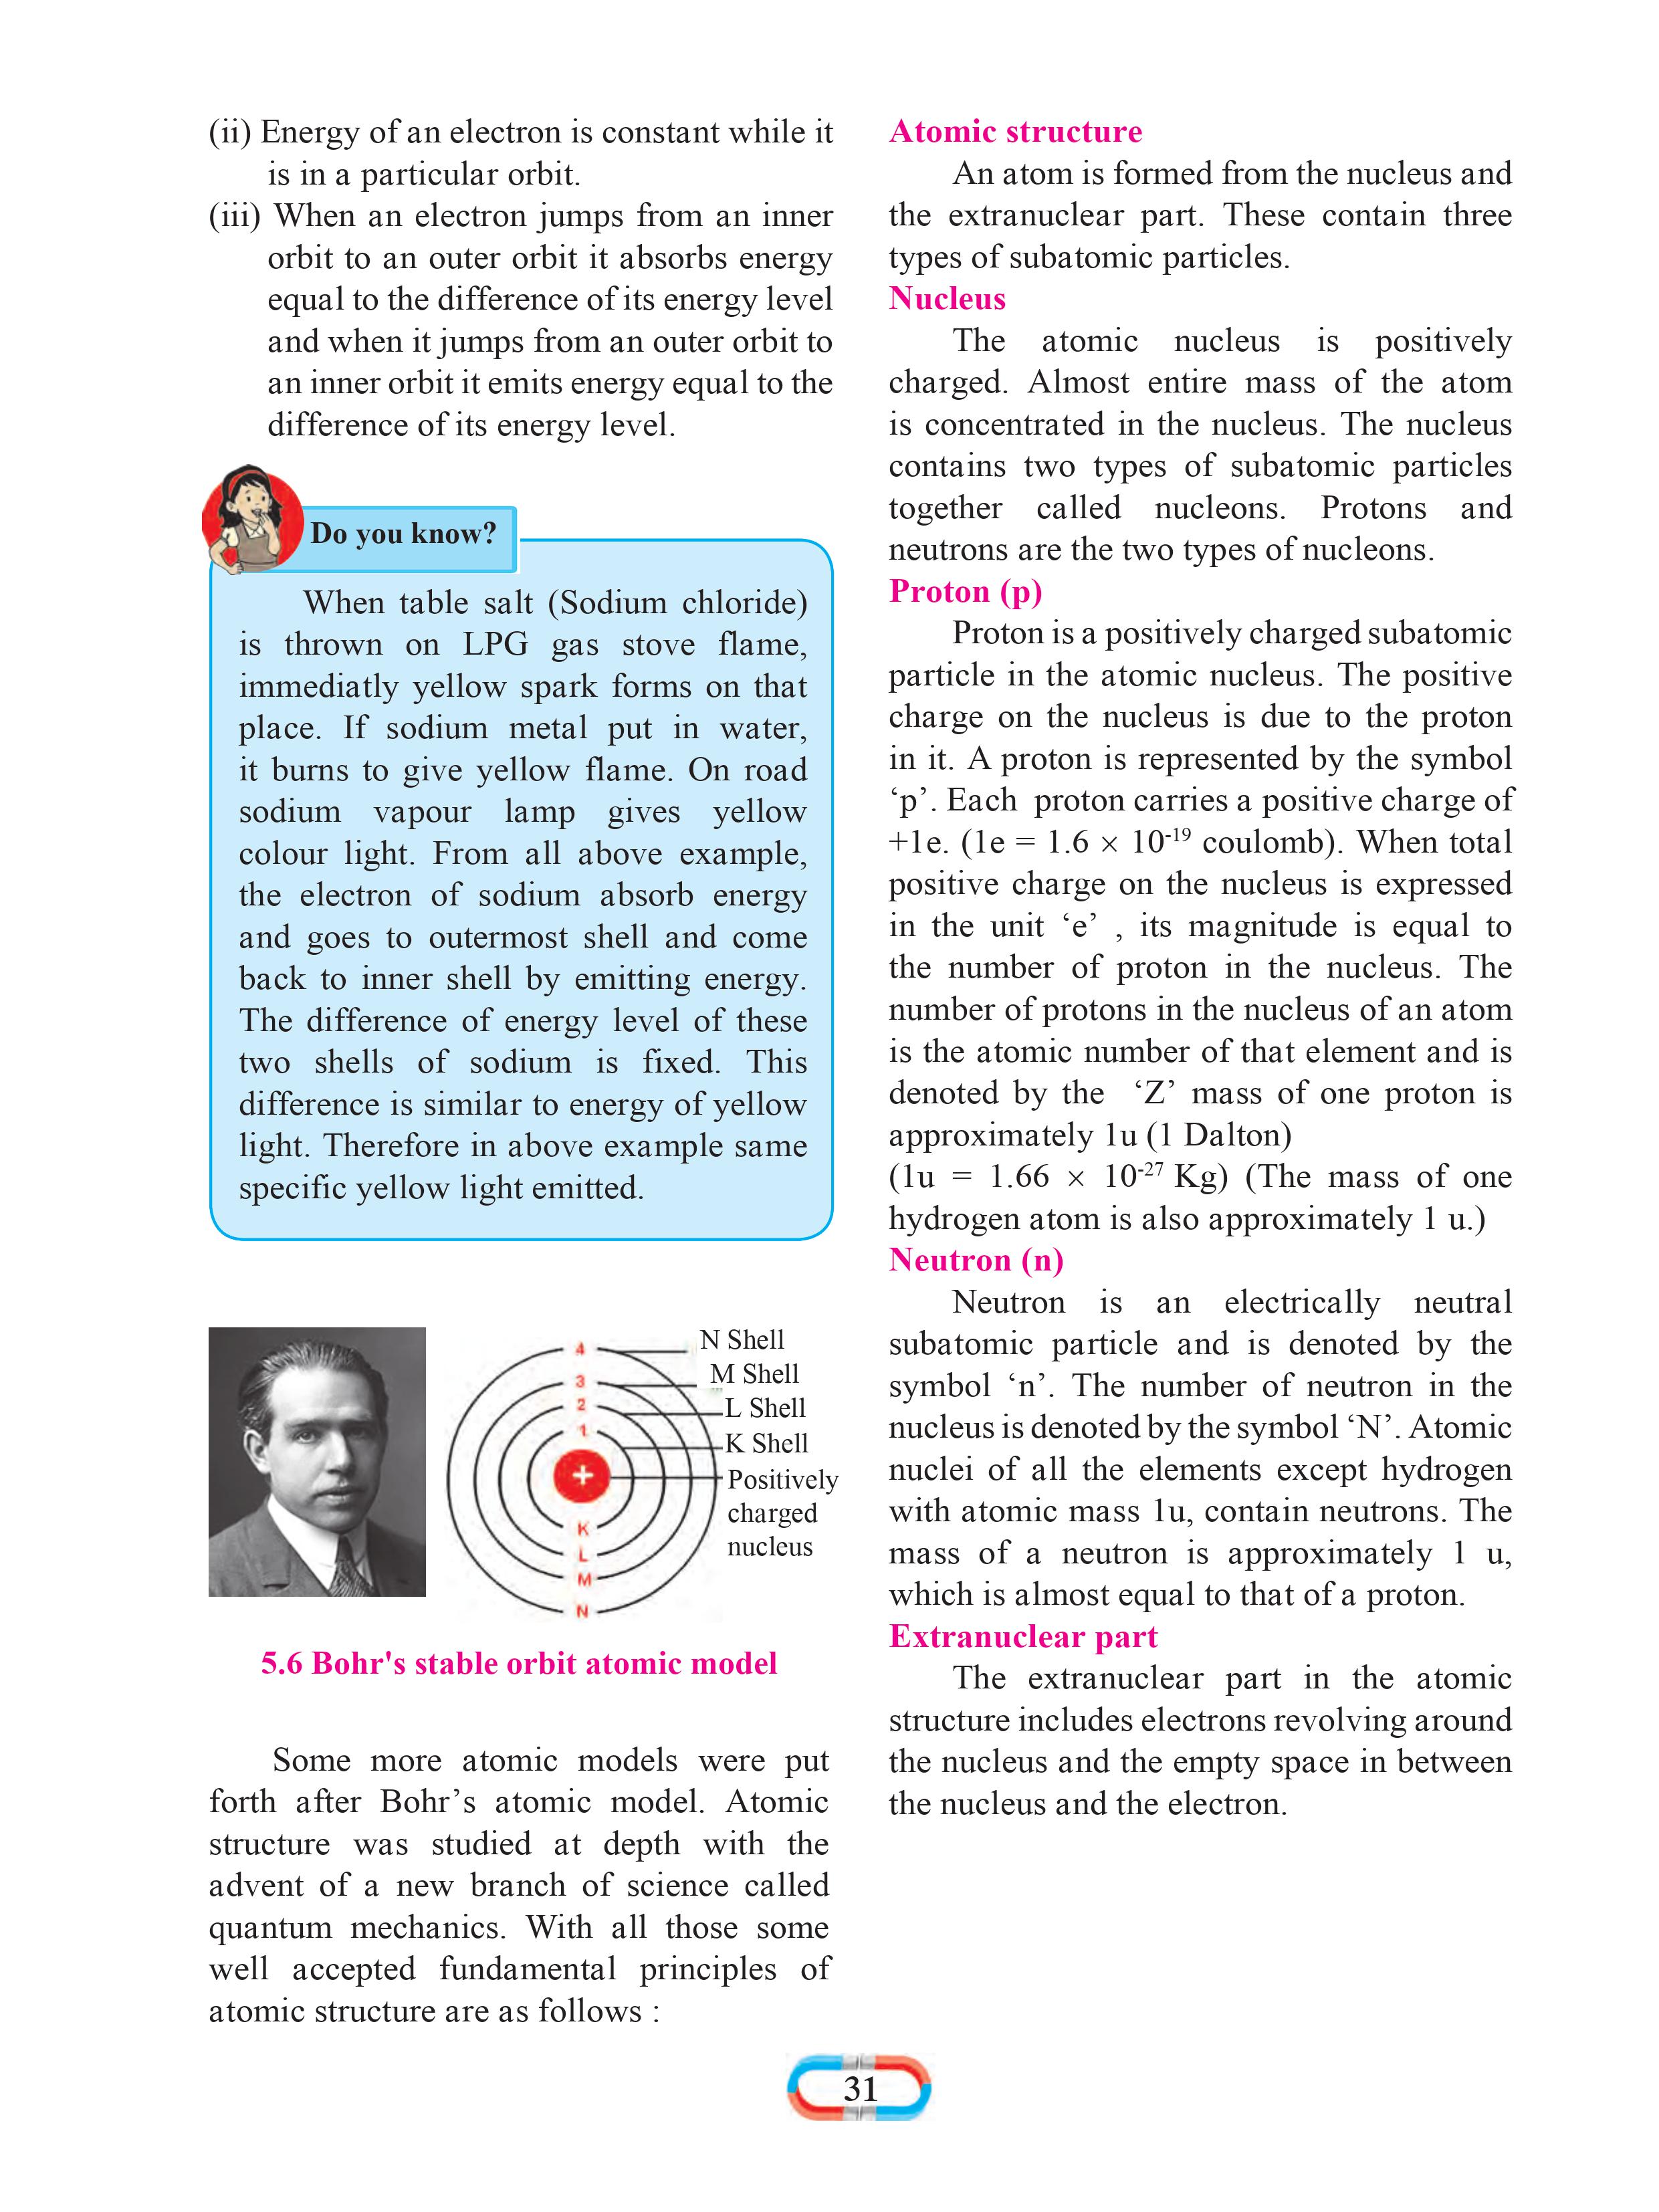 (ii) Energy of an electron is constant while it
is in a particular orbit.
(iii) When an electron jumps from an inner
orbit to an outer orbit it absorbs energy
equal to the difference of its energy level
and when it jumps from an outer orbit to
an inner orbit it emits energy equal to the
difference of its energy level.
Do you know?
When table salt (Sodium chloride)
is thrown on LPG gas stove flame,
immediatly yellow spark forms on that
place. If sodium metal put in water,
it burns to give yellow flame. On road
sodium vapour lamp gives yellow
colour light. From all above example,
the electron of sodium absorb energy
and goes to outermost shell and come
back to inner shell by emitting energy.
The difference of energy level of these
two shells of sodium is fixed. This
difference is similar to energy of yellow
light. Therefore in above example same
specific yellow light emitted.
N Shell
M Shell
L Shell
K Shell
Positively
charged
nucleus
4
3
2
1
+
K
L
M
N
5.6 Bohr's stable orbit atomic model
Some more atomic models were put
forth after Bohr’s atomic model. Atomic
structure was studied at depth with the
advent of a new branch of science called
quantum mechanics. With all those some
well accepted fundamental principles of
atomic structure are as follows :
Atomic structure
An atom is formed from the nucleus and
the extranuclear part. These contain three
types of subatomic particles.
Nucleus
The atomic nucleus is positively
charged. Almost entire mass of the atom
is concentrated in the nucleus. The nucleus
contains two types of subatomic particles
together called nucleons. Protons and
neutrons are the two types of nucleons.
Proton (p)
Proton is a positively charged subatomic
particle in the atomic nucleus. The positive
charge on the nucleus is due to the proton
in it. A proton is represented by the symbol
‘p’. Each proton carries a positive charge of
+1e. (1e = 1.6 × 10⁻¹⁹ coulomb). When total
positive charge on the nucleus is expressed
in the unit ‘e’ , its magnitude is equal to
the number of proton in the nucleus. The
number of protons in the nucleus of an atom
is the atomic number of that element and is
denoted by the ‘Z’ mass of one proton is
approximately 1u (1 Dalton)
(1u = 1.66 × 10⁻²⁷ Kg) (The mass of one
hydrogen atom is also approximately 1 u.)
Neutron (n)
Neutron is an electrically neutral
subatomic particle and is denoted by the
symbol ‘n’. The number of neutron in the
nucleus is denoted by the symbol ‘N’. Atomic
nuclei of all the elements except hydrogen
with atomic mass 1u, contain neutrons. The
mass of a neutron is approximately 1 u,
which is almost equal to that of a proton.
Extranuclear part
The extranuclear part in the atomic
structure includes electrons revolving around
the nucleus and the empty space in between
the nucleus and the electron.
31